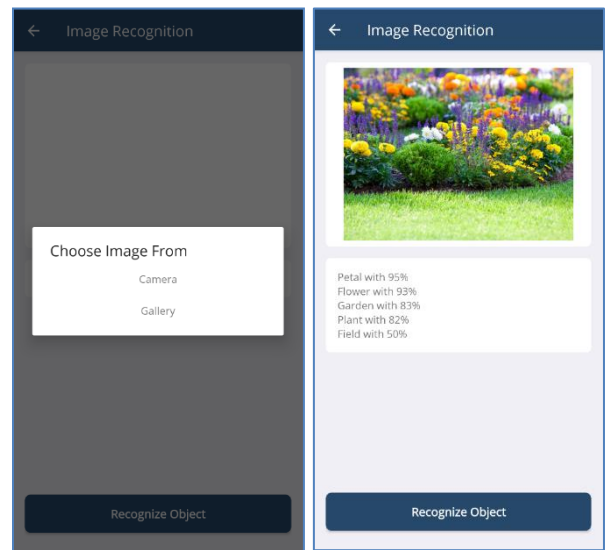 Image Recognition
Choose Image From
Camera
Gallery
Recognize Object
Image Recognition
Petal with 95%
Flower with 93%
Garden with 83%
Plant with 82%
Field with 50%
Recognize Object